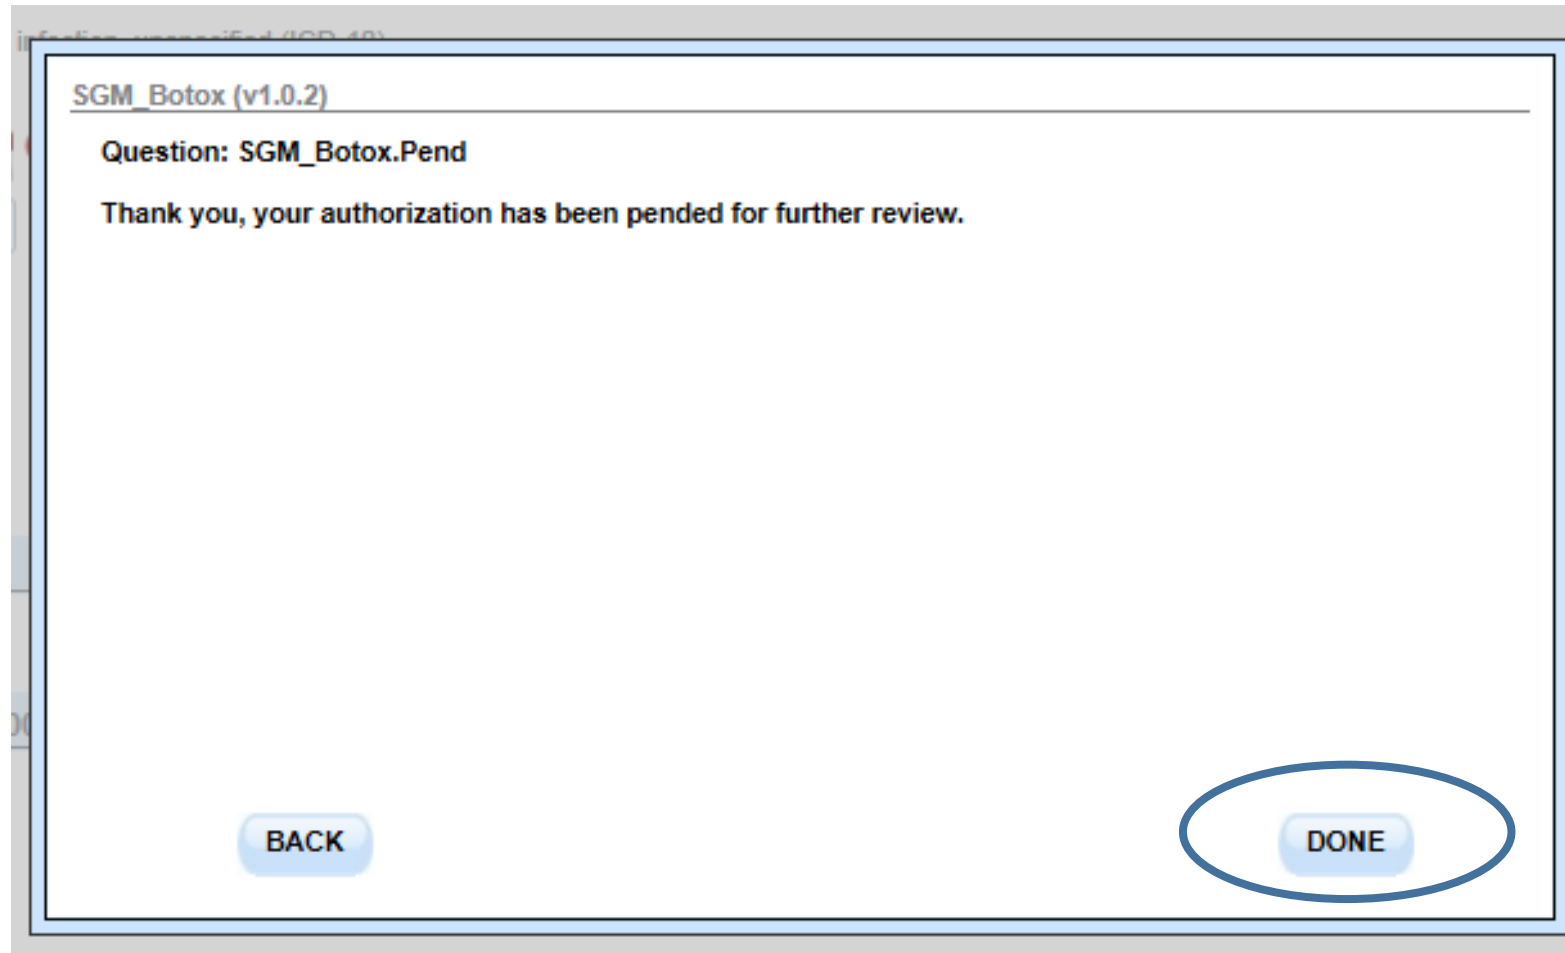 SGM_Botox (v1.0.2)
Question: SGM_Botox.Pend
Thank you, your authorization has been pended for further review.
BACK
DONE